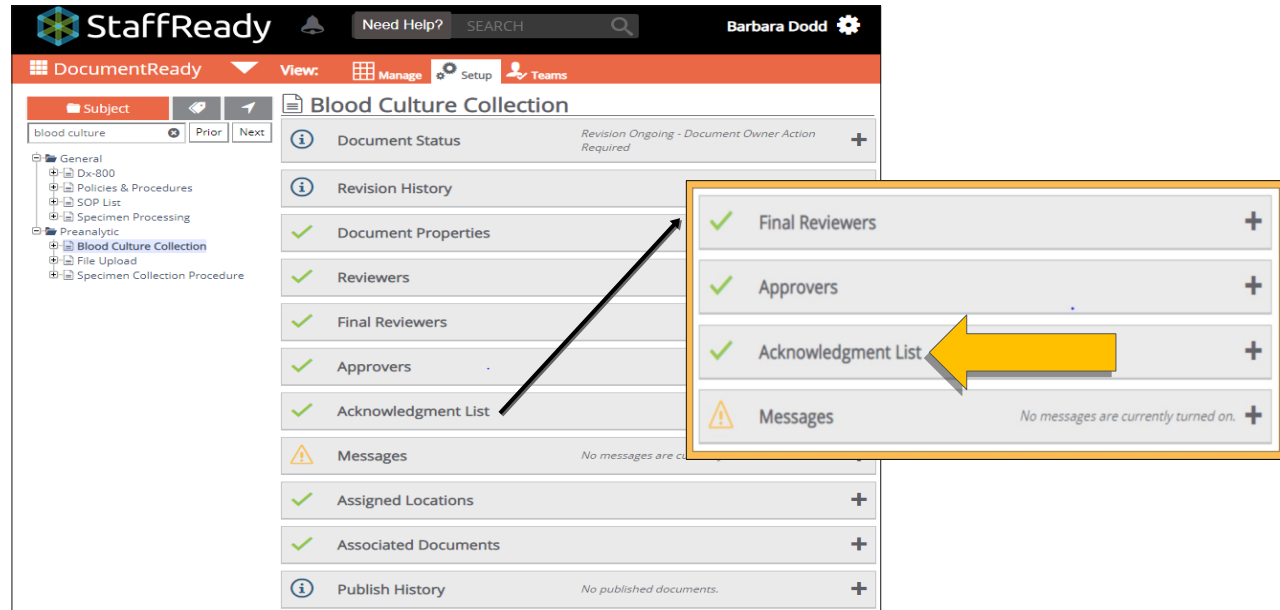 StaffReady
Need Help?
SEARCH
Barbara Dodd
DocumentReady
View:
Manage
Setup
Teams
Subject
blood culture
Prior
Next
General
Dx-800
Policies & Procedures
SOP List
Specimen Processing
Preanalytic
Blood Culture Collection
File Upload
Specimen Collection Procedure
Blood Culture Collection
Document Status
Revision Ongoing - Document Owner Action
Required
Revision History
Document Properties
Reviewers
Final Reviewers
Approvers
Acknowledgment List
Messages
No messages are
Assigned Locations
Associated Documents
Publish History
No published documents.
Final Reviewers
Approvers
Acknowledgment List
Messages
No messages are currently turned on.